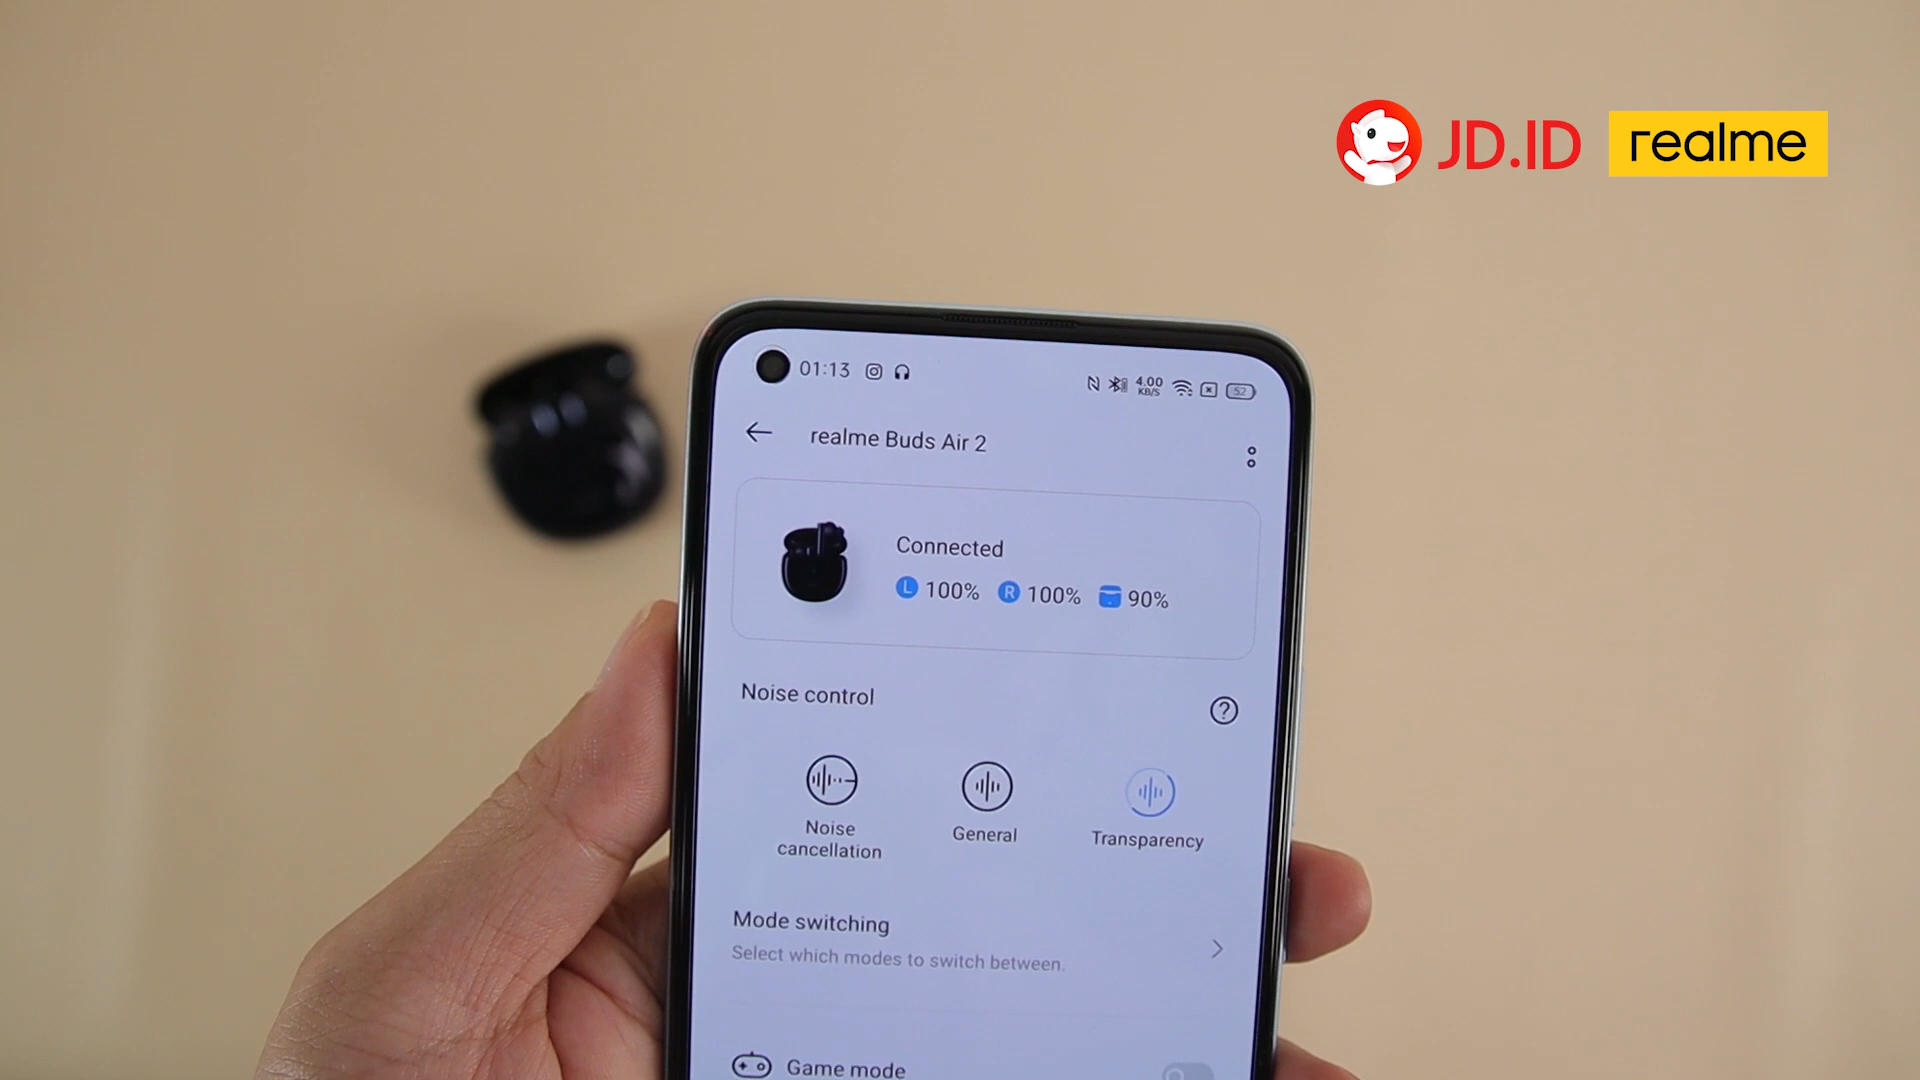 JD.ID realme
01:13 4.00 KB/S 52
realme Buds Air 2
Connected
L 100% R 100% 90%
Noise control
?
Noise cancellation
General
Transparency
Mode switching
Select which modes to switch between.
Game mode